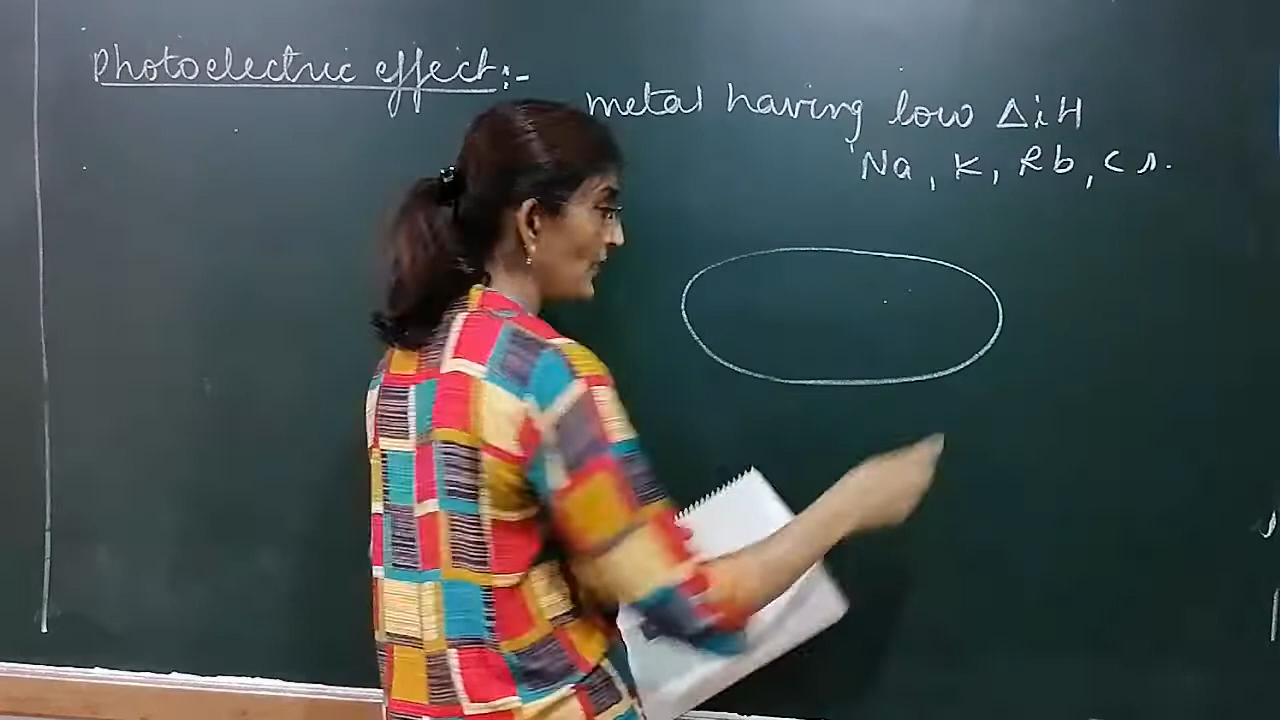 Photoelectric effect:-
metal having low ΔiH
Na, K, Rb, Cs.